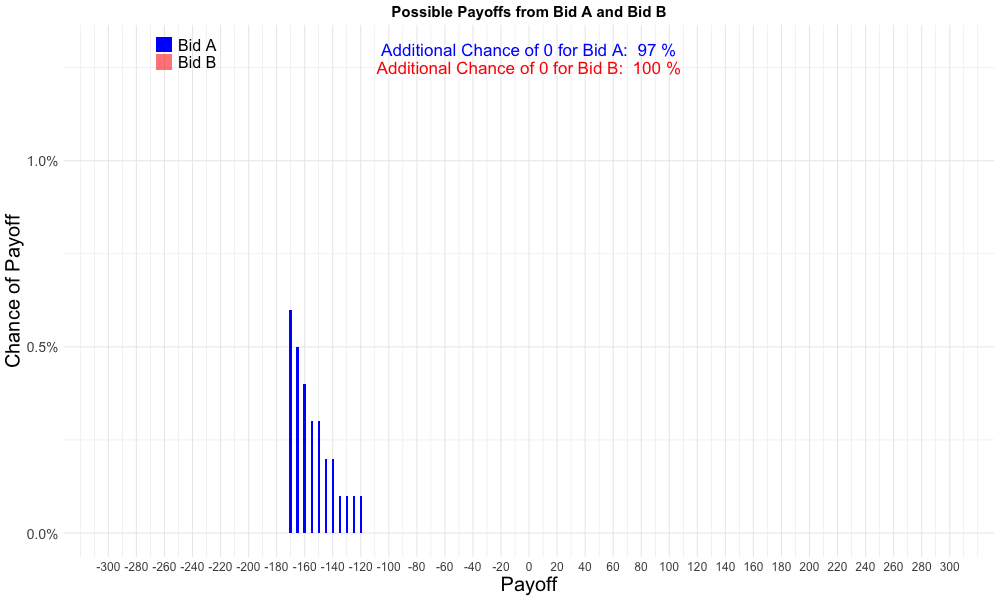 Possible Payoffs from Bid A and Bid B
Bid A
Bid B
Additional Chance of 0 for Bid A:  97 %
Additional Chance of 0 for Bid B:  100 %
Chance of Payoff
1.0%
0.5%
0.0%
-300 -280 -260 -240 -220 -200 -180 -160 -140 -120 -100 -80 -60 -40 -20 0 20 40 60 80 100 120 140 160 180 200 220 240 260 280 300
Payoff